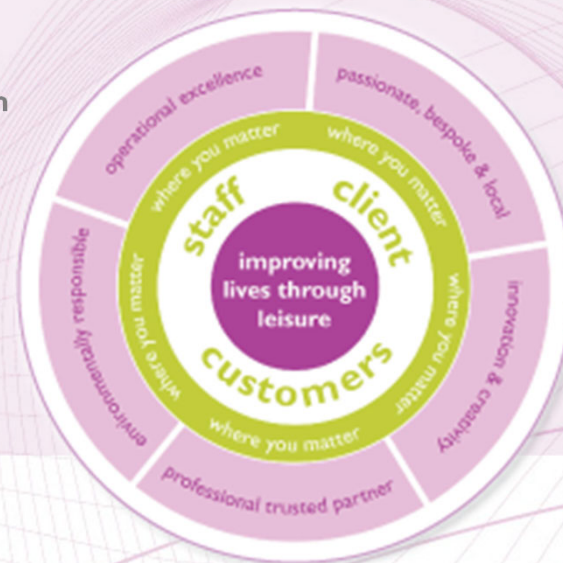 n
operational excellence
passionate, bespoke & local
innovation & creativity
professional trusted partner
environmentally responsible
where you matter
where you matter
where you matter
where you matter
where you matter
staff
client
customers
improving
lives through
leisure